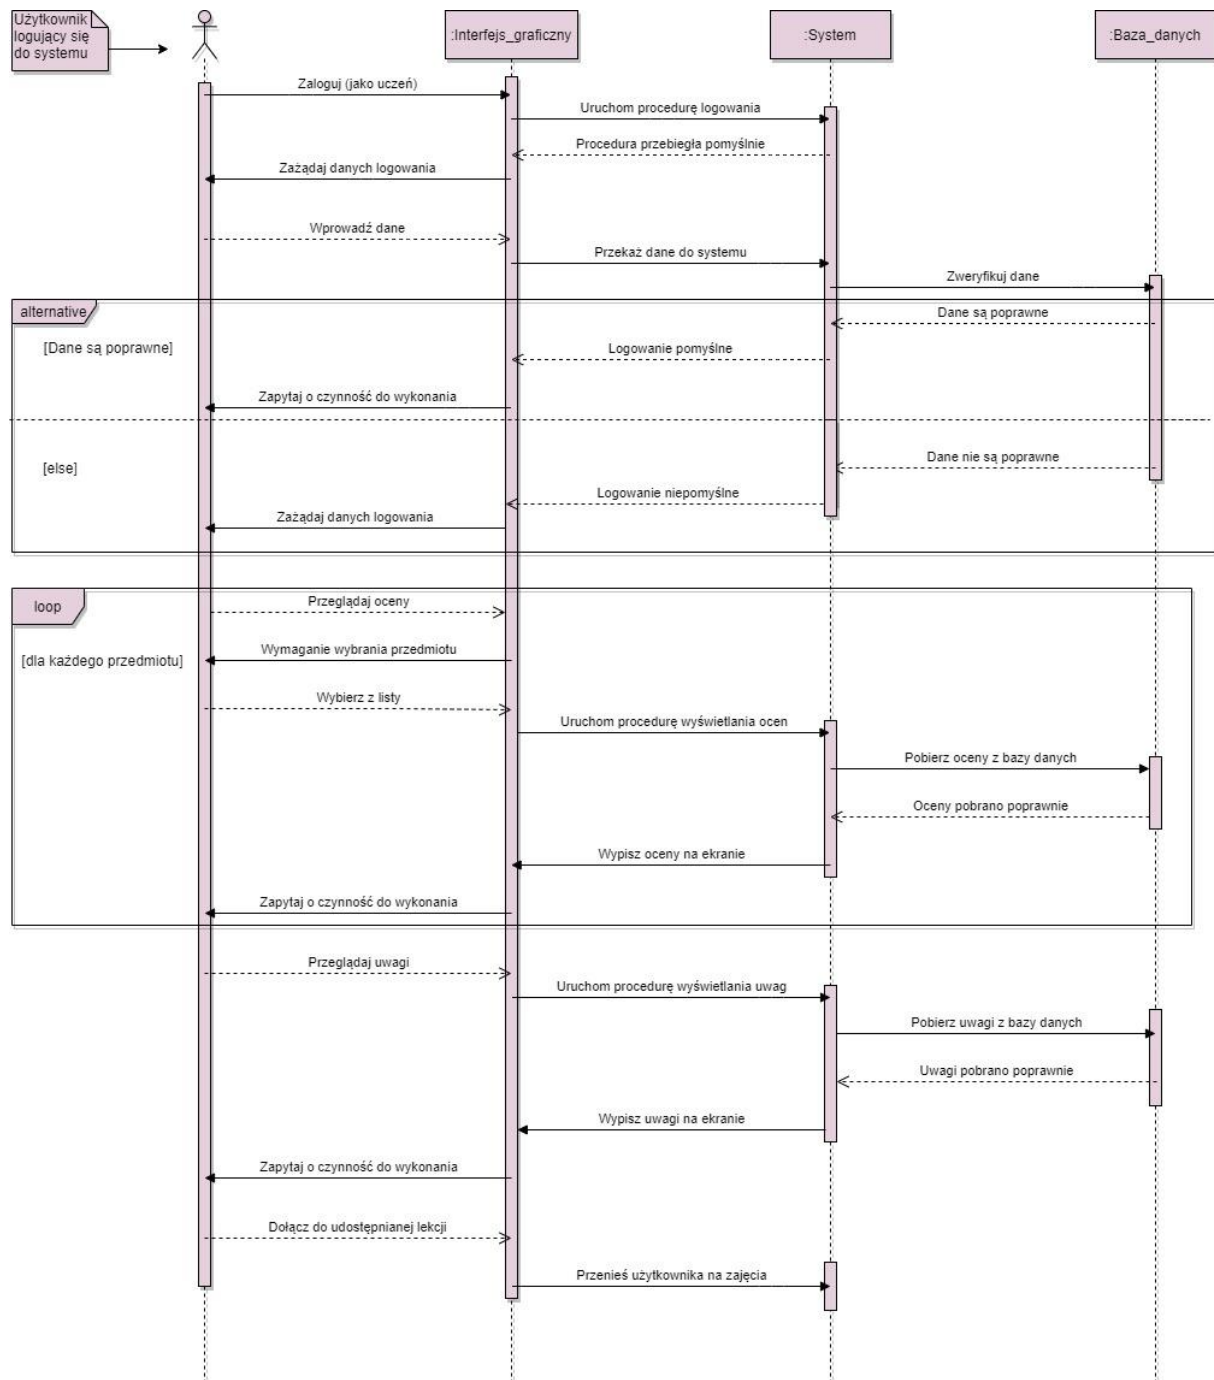 Użytkownik
logujący się
do systemu
:Interfejs_graficzny
:System
:Baza_danych
Zaloguj (jako uczeń)
Uruchom procedurę logowania
Procedura przebiegła pomyślnie
Zażądaj danych logowania
Wprowadź dane
Przekaż dane do systemu
Zweryfikuj dane
alternative
Dane są poprawne
[Dane są poprawne]
Logowanie pomyślne
Zapytaj o czynność do wykonania
Dane nie są poprawne
[else]
Logowanie niepomyślne
Zażądaj danych logowania
loop
Przeglądaj oceny
Wymaganie wybrania przedmiotu
[dla każdego przedmiotu]
Wybierz z listy
Uruchom procedurę wyświetlania ocen
Pobierz oceny z bazy danych
Oceny pobrano poprawnie
Wypisz oceny na ekranie
Zapytaj o czynność do wykonania
Przeglądaj uwagi
Uruchom procedurę wyświetlania uwag
Pobierz uwagi z bazy danych
Uwagi pobrano poprawnie
Wypisz uwagi na ekranie
Zapytaj o czynność do wykonania
Dołącz do udostępnianej lekcji
Przenieś użytkownika na zajęcia